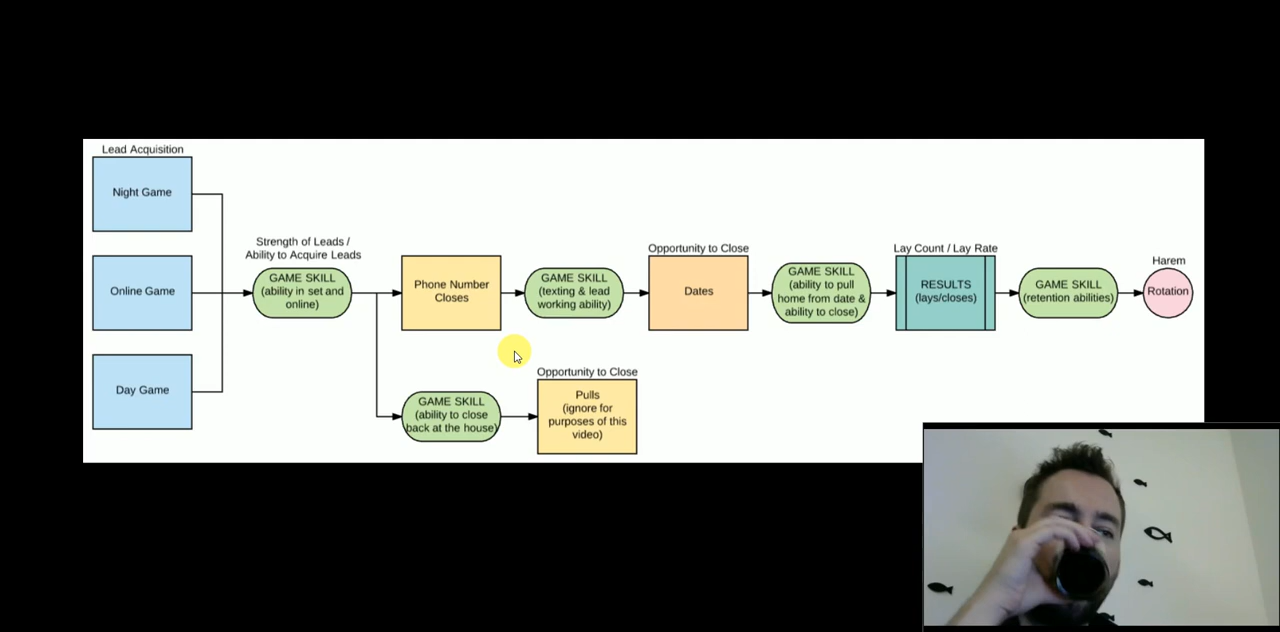 Lead Acquisition
Night Game
Online Game
Day Game
Strength of Leads /
Ability to Acquire Leads
GAME SKILL
(ability in set and
online)
Phone Number
Closes
GAME SKILL
(texting & lead
working ability)
Opportunity to Close
Dates
GAME SKILL
(ability to pull
home from date &
ability to close)
Lay Count / Lay Rate
RESULTS
(lays/closes)
GAME SKILL
(retention abilities)
Harem
Rotation
GAME SKILL
(ability to close
back at the house)
Opportunity to Close
Pulls
(ignore for
purposes of this
video)